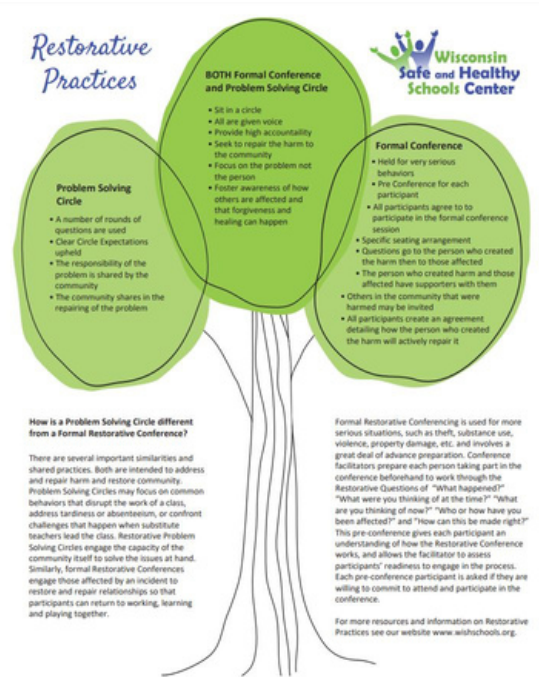 Restorative
Practices
Wisconsin
Safe and Healthy
Schools Center
BOTH Formal Conference
and Problem Solving Circle
• Sit in a circle
• All are given voice
• Provide high accountaility
• Seek to repair the harm to
the community
• Focus on the problem not
the person
• Foster awareness of how
others are affected and
that forgiveness and
healing can happen
Problem Solving
Circle
• A number of rounds of
questions are used
• Clear Circle Expectations
upheld
• The responsibility of the
problem is shared by the
community
• The community shares in the
repairing of the problem
Formal Conference
• Held for very serious
behaviors
• Pre Conference for each
participant
• All participants agree to to
participate in the formal conference
session
• Specific seating arrangement
• Questions go to the person who created
the harm then to those affected
• The person who created harm and those
affected have supporters with them
• Others in the community that were
harmed may be invited
• All participants create an agreement
detailing how the person who created
the harm will actively repair it
How is a Problem Solving Circle different
from a Formal Restorative Conference?
There are several important similarities and
shared practices. Both are intended to address
and repair harm and restore community.
Problem Solving Circles may focus on common
behaviors that disrupt the work of a class,
address tardiness or absenteeism, or confront
challenges that happen when substitute
teachers lead the class. Restorative Problem
Solving Circles engage the capacity of the
community itself to solve the issues at hand.
Similarly, formal Restorative Conferences
engage those affected by an incident to
restore and repair relationships so that
participants can return to working, learning
and playing together.
Formal Restorative Conferencing is used for more
serious situations, such as theft, substance use,
violence, property damage, etc. and involves a
great deal of advance preparation. Conference
facilitators prepare each person taking part in the
conference beforehand to work through the
Restorative Questions of "What happened?"
"What were you thinking of at the time?" "What
are you thinking of now?" "Who or how have you
been affected?" and "How can this be made right?"
This pre-conference gives each participant an
understanding of how the Restorative Conference
works, and allows the facilitator to assess
participants' readiness to engage in the process.
Each pre-conference participant is asked if they are
willing to commit to attend and participate in the
conference.
For more resources and information on Restorative
Practices see our website www.wishschools.org.